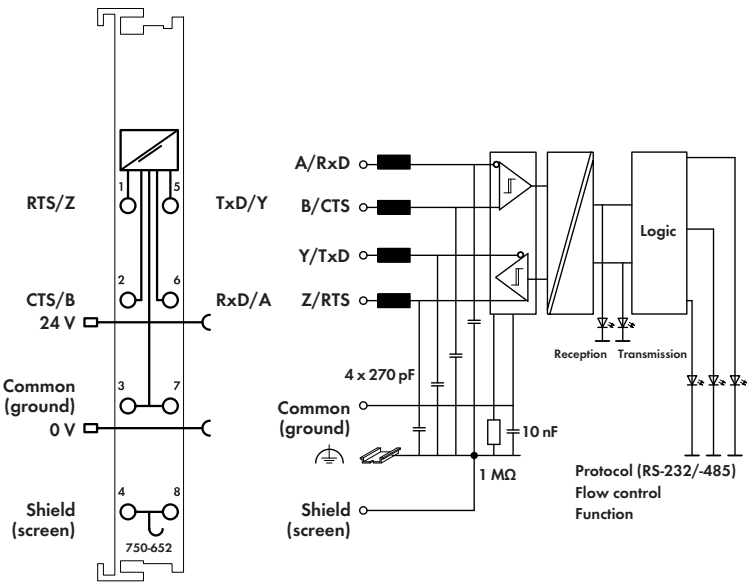 1
5
RTS/Z
TxD/Y
2
6
CTS/B
RxD/A
24 V
3
7
Common
(ground)
0 V
4
8
Shield
(screen)
750-652
A/RxD
B/CTS
Y/TxD
Z/RTS
Logic
Reception
Transmission
4 x 270 pF
Common
(ground)
10 nF
1 MΩ
Shield
(screen)
Protocol (RS-232/-485)
Flow control
Function